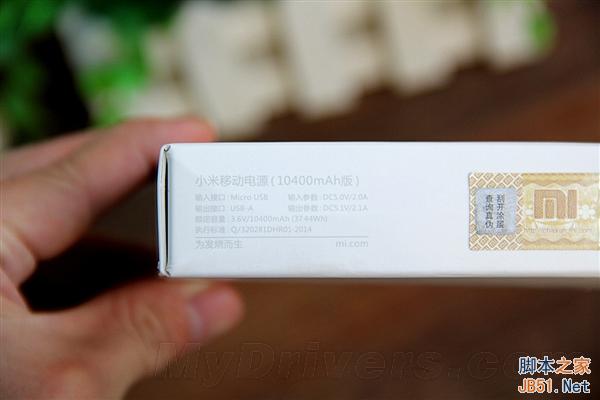 小米移动电源（10400mAh版）
输入接口：Micro USB 输入参数：DC5.0V/2.0A
输出接口：USB-A 输出参数：DC5.1V/2.1A
额定容量：3.6V/10400mAh (37.44Wh)
执行标准：Q/320281DHR01-2014
为发烧而生 mi.com
刮开涂层
查询真伪
MI
MyDrivers.com
脚本之家
JB51.Net